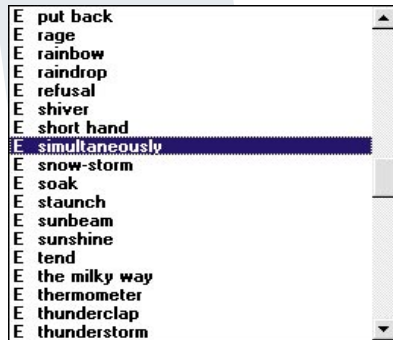 E put back
E rage
E rainbow
E raindrop
E refusal
E shiver
E short hand
E simultaneously
E snow-storm
E soak
E staunch
E sunbeam
E sunshine
E tend
E the milky way
E thermometer
E thunderclap
E thunderstorm